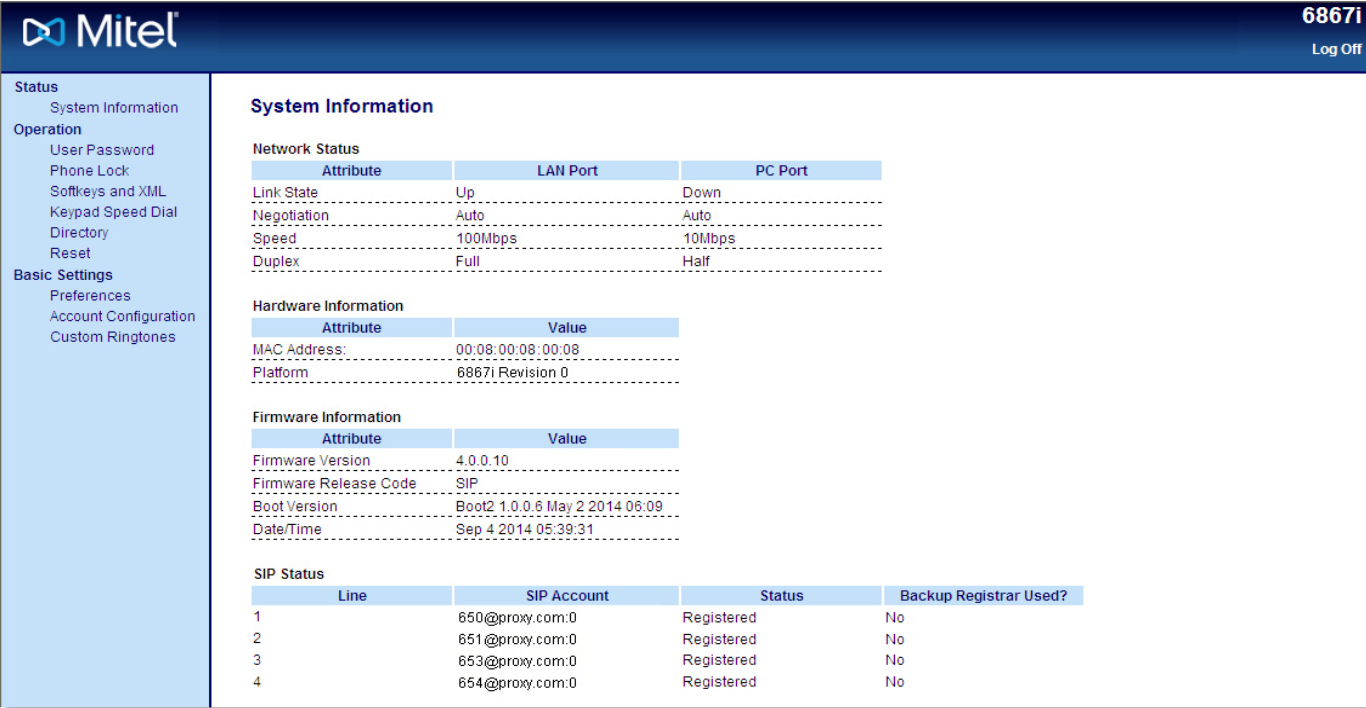 Mitel
6867i
Log Off
Status
System Information
Operation
User Password
Phone Lock
Softkeys and XML
Keypad Speed Dial
Directory
Reset
Basic Settings
Preferences
Account Configuration
Custom Ringtones
System Information
Network Status
Attribute LAN Port PC Port
Link State Up Down
Negotiation Auto Auto
Speed 100Mbps 10Mbps
Duplex Full Half
Hardware Information
Attribute Value
MAC Address: 00:08:00:08:00:08
Platform 6867i Revision 0
Firmware Information
Attribute Value
Firmware Version 4.0.0.10
Firmware Release Code SIP
Boot Version Boot2 1.0.0.6 May 2 2014 06:09
Date/Time Sep 4 2014 05:39:31
SIP Status
Line SIP Account Status Backup Registrar Used?
1 650@proxy.com:0 Registered No
2 651@proxy.com:0 Registered No
3 653@proxy.com:0 Registered No
4 654@proxy.com:0 Registered No